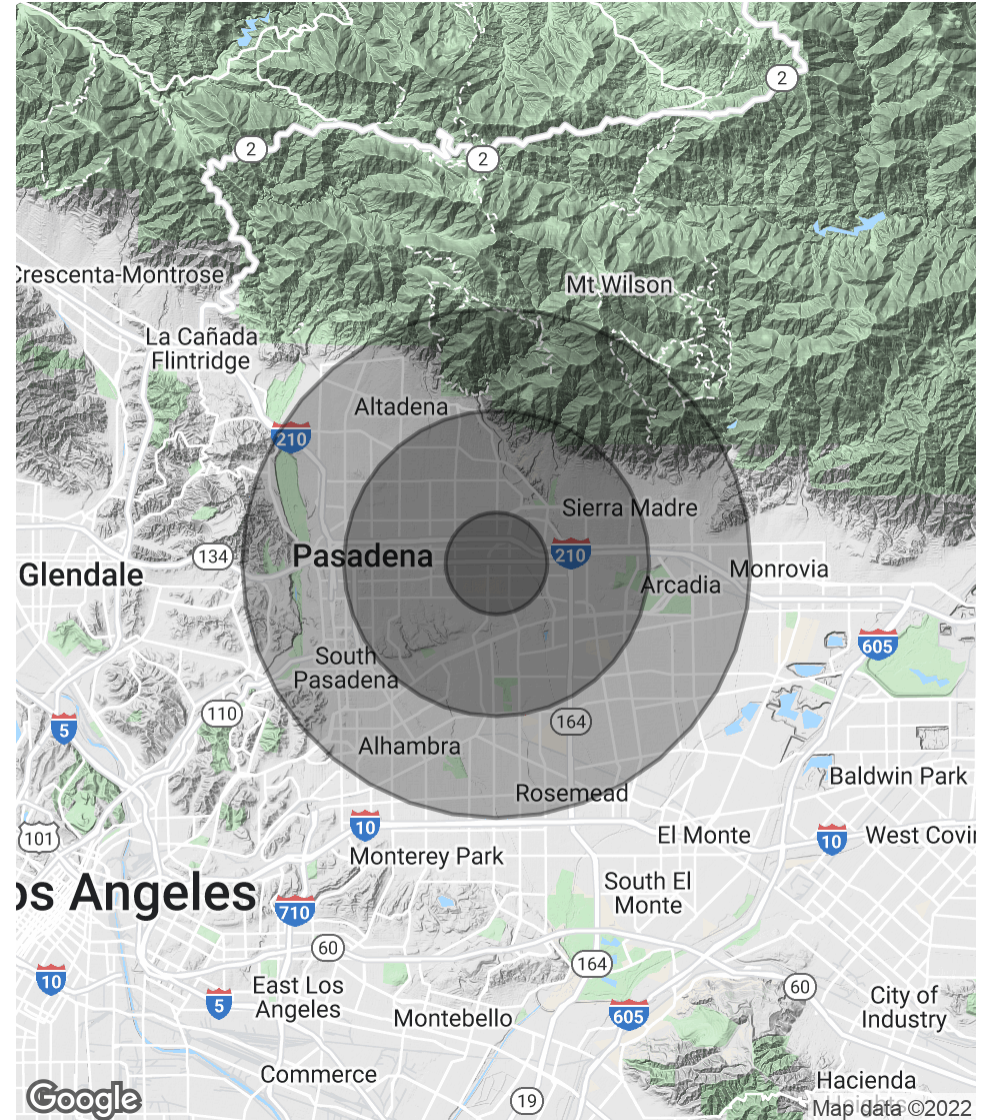 2
2
2
Crescenta-Montrose
Mt Wilson
La Cañada
Flintridge
Altadena
210
Sierra Madre
134
Pasadena
210
Glendale
Arcadia
Monrovia
605
South
Pasadena
110
164
5
Alhambra
Baldwin Park
Rosemead
10
101
El Monte
10
West Covin
Monterey Park
os Angeles
South El
Monte
710
60
164
10
East Los
Angeles
5
60
City of
Industry
Montebello
605
Commerce
Hacienda
Heights
19
Google
Map data ©2022